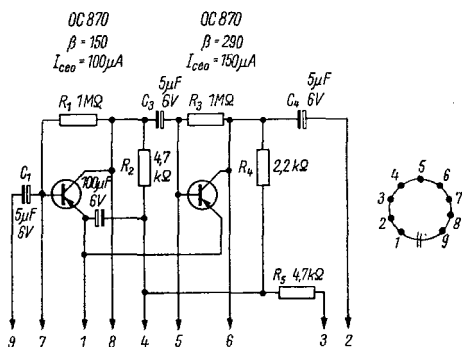 OC 870
β = 150
I_ceo = 100μA
OC 870
β = 290
I_ceo = 150μA
R₁ 1MΩ
C₃
5μF
6V
R₃ 1MΩ
C₄
5μF
6V
C₁
5μF
6V
100μF
6V
R₂
4,7
kΩ
R₄
2,2kΩ
R₅ 4,7kΩ
9
7
1
8
4
5
6
3
2
1
2
3
4
5
6
7
8
9